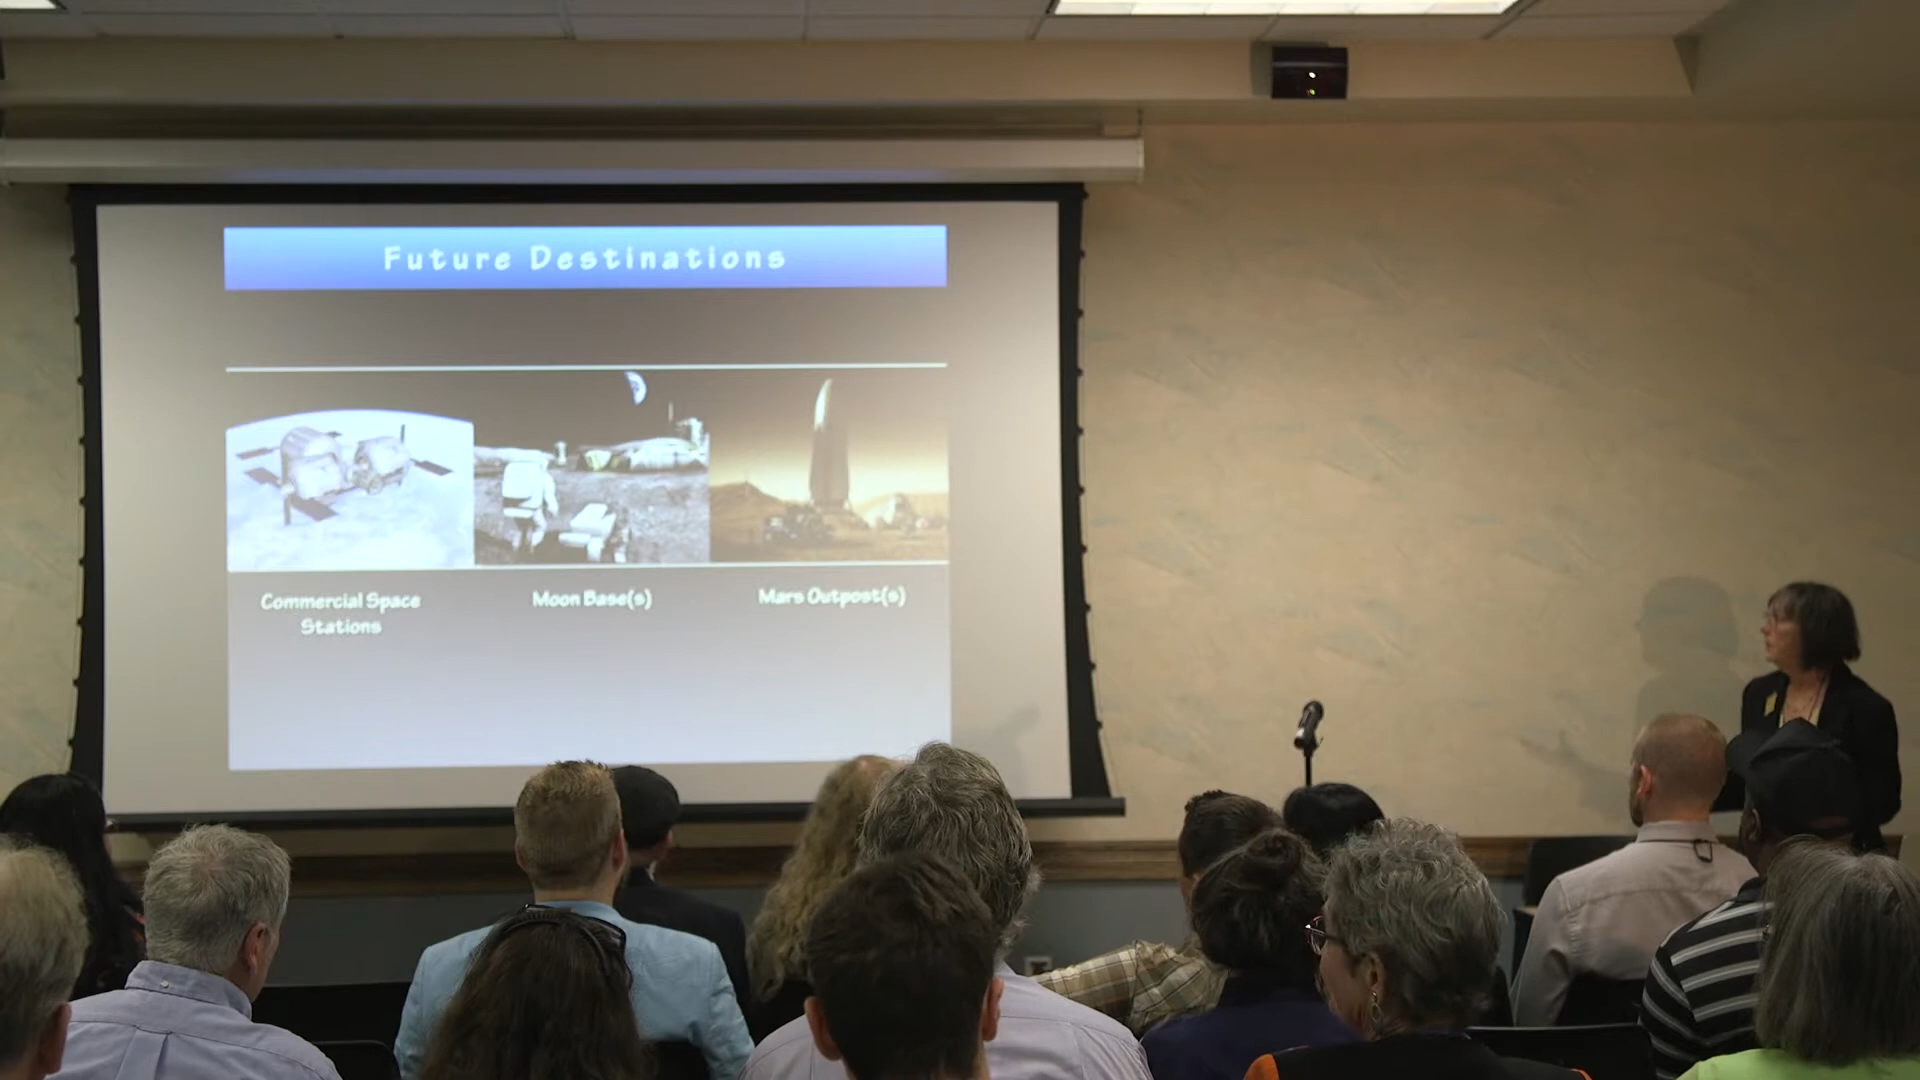 Future Destinations
Commercial Space
Stations
Moon Base(s)
Mars Outpost(s)